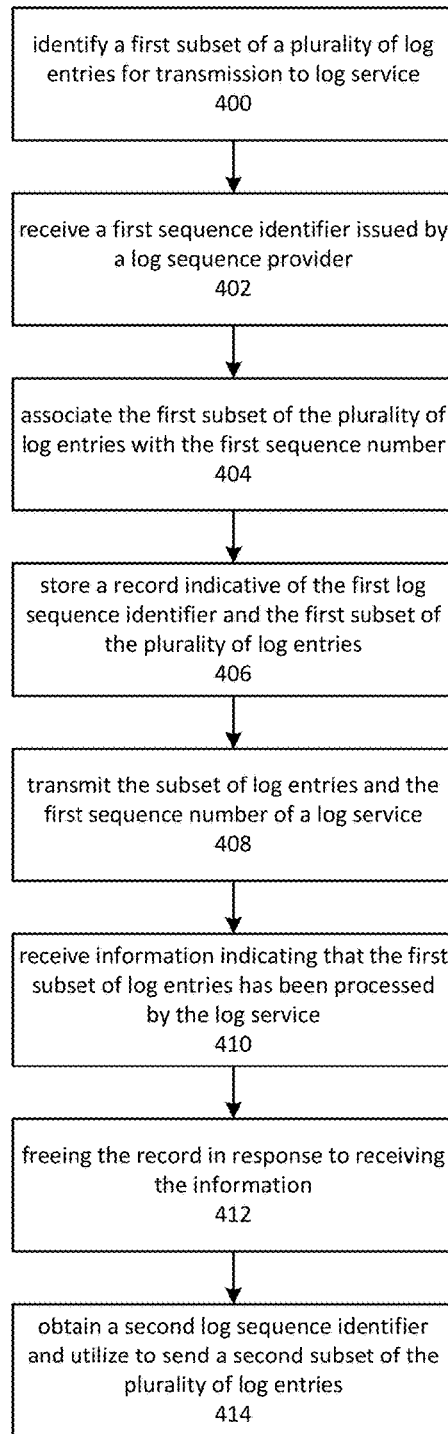 identify a first subset of a plurality of log
entries for transmission to log service
400
receive a first sequence identifier issued by
a log sequence provider
402
associate the first subset of the plurality of
log entries with the first sequence number
404
store a record indicative of the first log
sequence identifier and the first subset of
the plurality of log entries
406
transmit the subset of log entries and the
first sequence number of a log service
408
receive information indicating that the first
subset of log entries has been processed
by the log service
410
freeing the record in response to receiving
the information
412
obtain a second log sequence identifier
and utilize to send a second subset of the
plurality of log entries
414